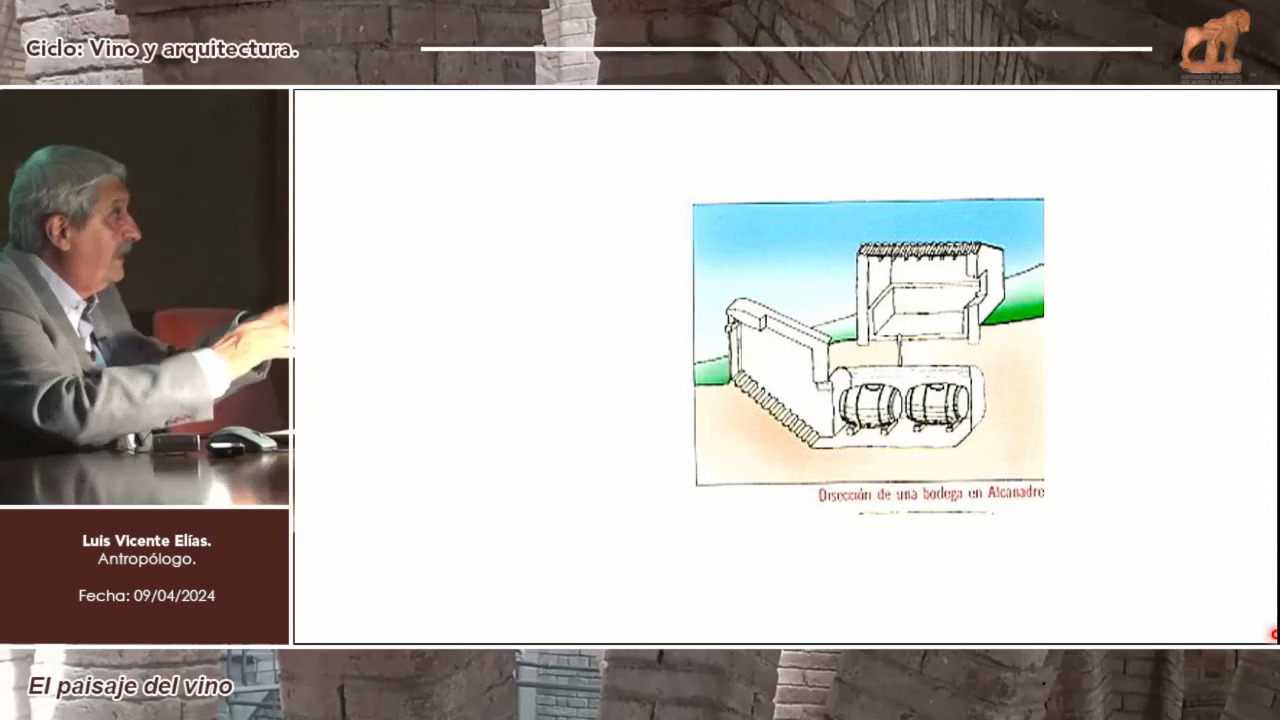 Ciclo: Vino y arquitectura.
Disección de una bodega en Alcanadre
Luis Vicente Elías.
Antropólogo.
Fecha: 09/04/2024
El paisaje del vino